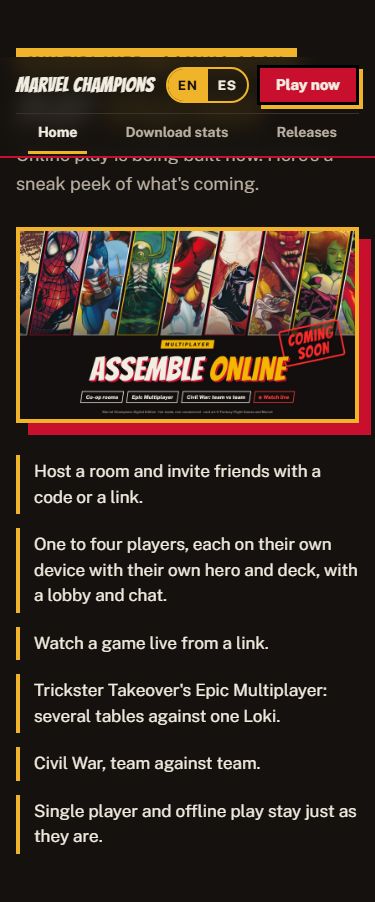 MARVEL CHAMPIONS
EN ES
Play now
Home
Download stats
Releases
Online play is being built now. Here's a
sneak peek of what's coming.
MULTIPLAYER
ASSEMBLE ONLINE
COMING SOON
Co-op rooms
Epic Multiplayer
Civil War: team vs team
Watch live
Host a room and invite friends with a
code or a link.
One to four players, each on their own
device with their own hero and deck, with
a lobby and chat.
Watch a game live from a link.
Trickster Takeover's Epic Multiplayer:
several tables against one Loki.
Civil War, team against team.
Single player and offline play stay just as
they are.